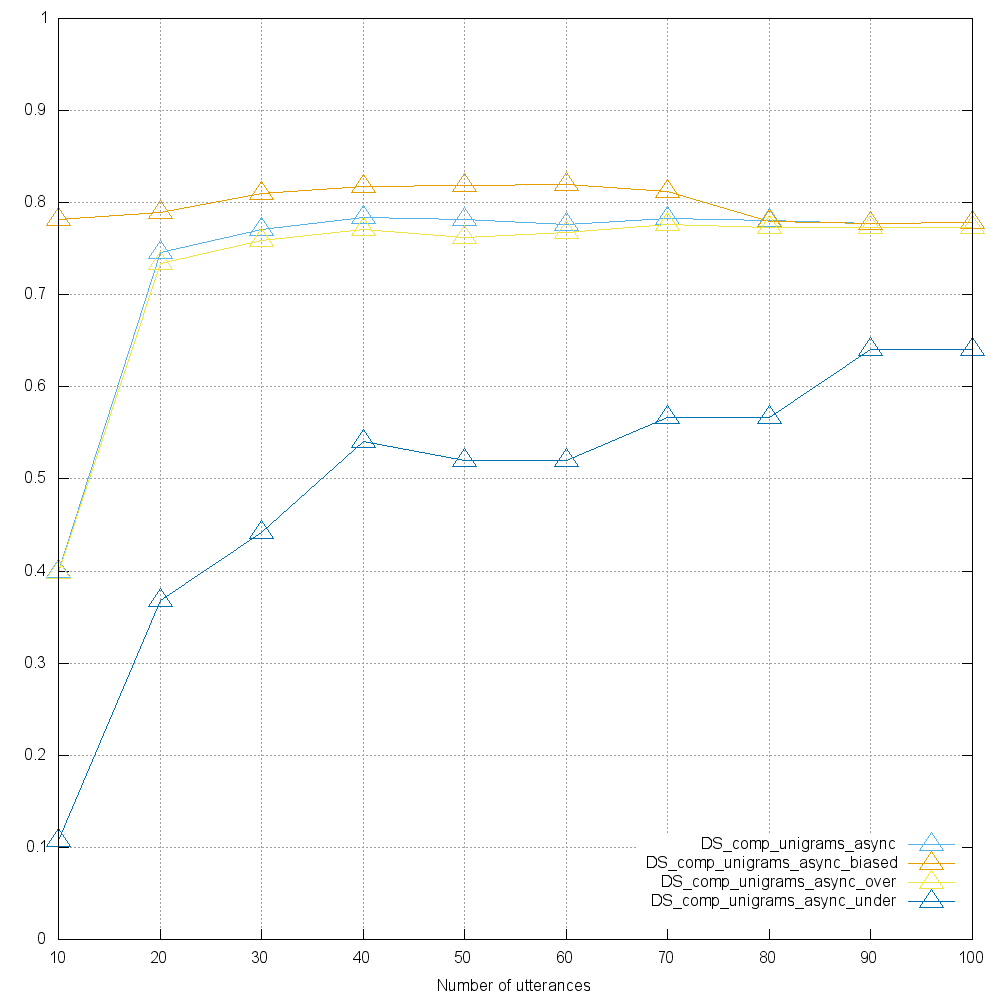 1
0.9
0.8
0.7
0.6
0.5
0.4
0.3
0.2
0.1
0
10 20 30 40 50 60 70 80 90 100
Number of utterances
DS_comp_unigrams_async
DS_comp_unigrams_async_biased
DS_comp_unigrams_async_over
DS_comp_unigrams_async_under